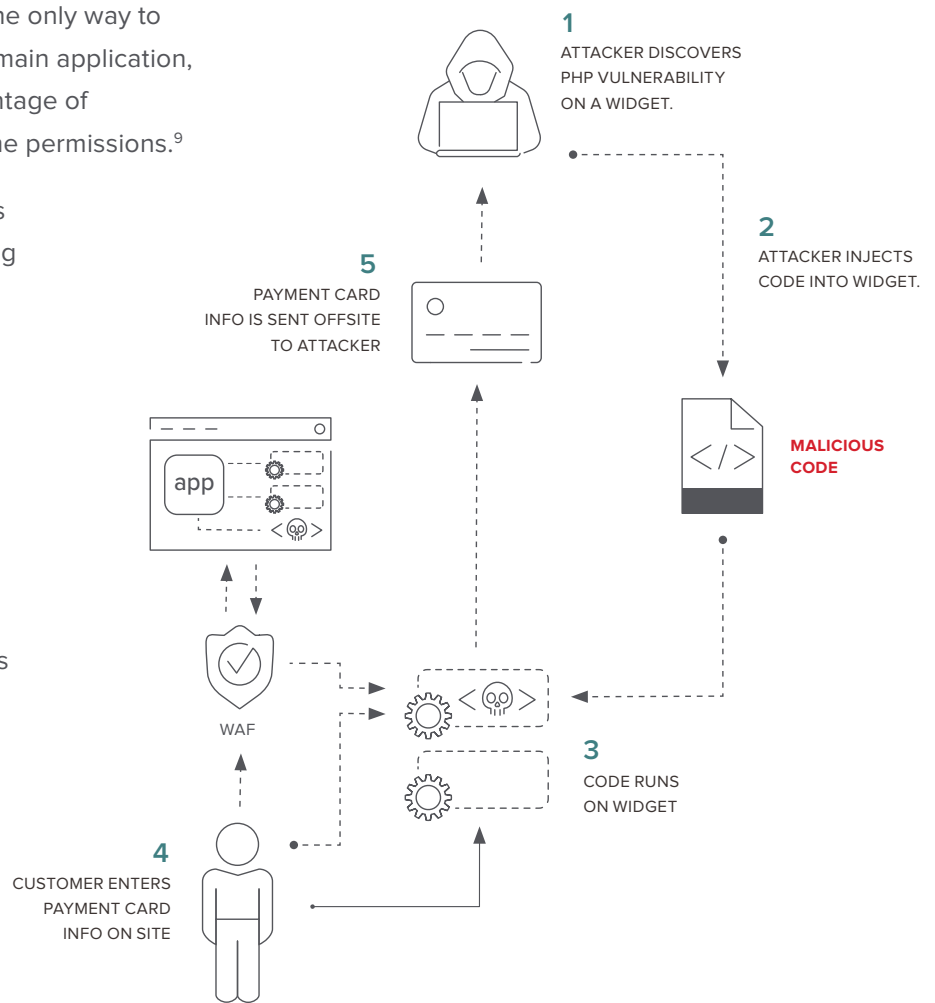 ne only way to
main application,
ntage of
ne permissions.9
s
g
s
1
ATTACKER DISCOVERS
PHP VULNERABILITY
ON A WIDGET.
2
ATTACKER INJECTS
CODE INTO WIDGET.
MALICIOUS
CODE
</>
3
CODE RUNS
ON WIDGET
4
CUSTOMER ENTERS
PAYMENT CARD
INFO ON SITE
5
PAYMENT CARD
INFO IS SENT OFFSITE
TO ATTACKER
app
WAF